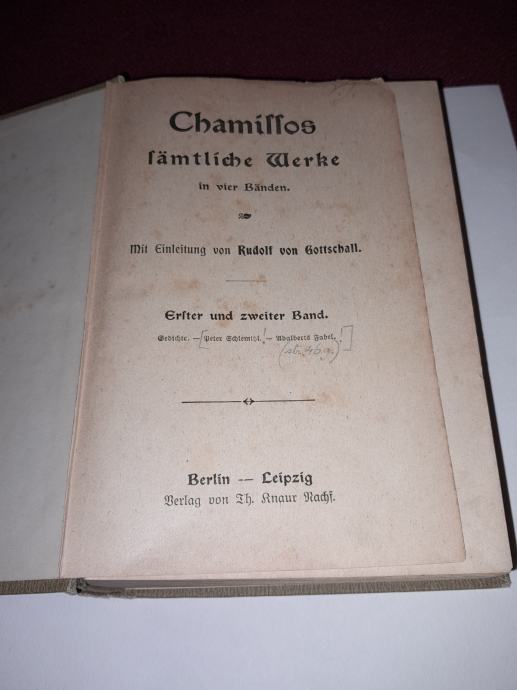 Chamiſſos
ſämtliche Werke
in vier Bänden.
Mit Einleitung von Rudolf von Gottschall.
Erſter und zweiter Band.
Gedichte. — [Peter Schlemihl! — Adalberts Fabel.]
Berlin — Leipzig
Verlag von Th. Knaur Nachf.